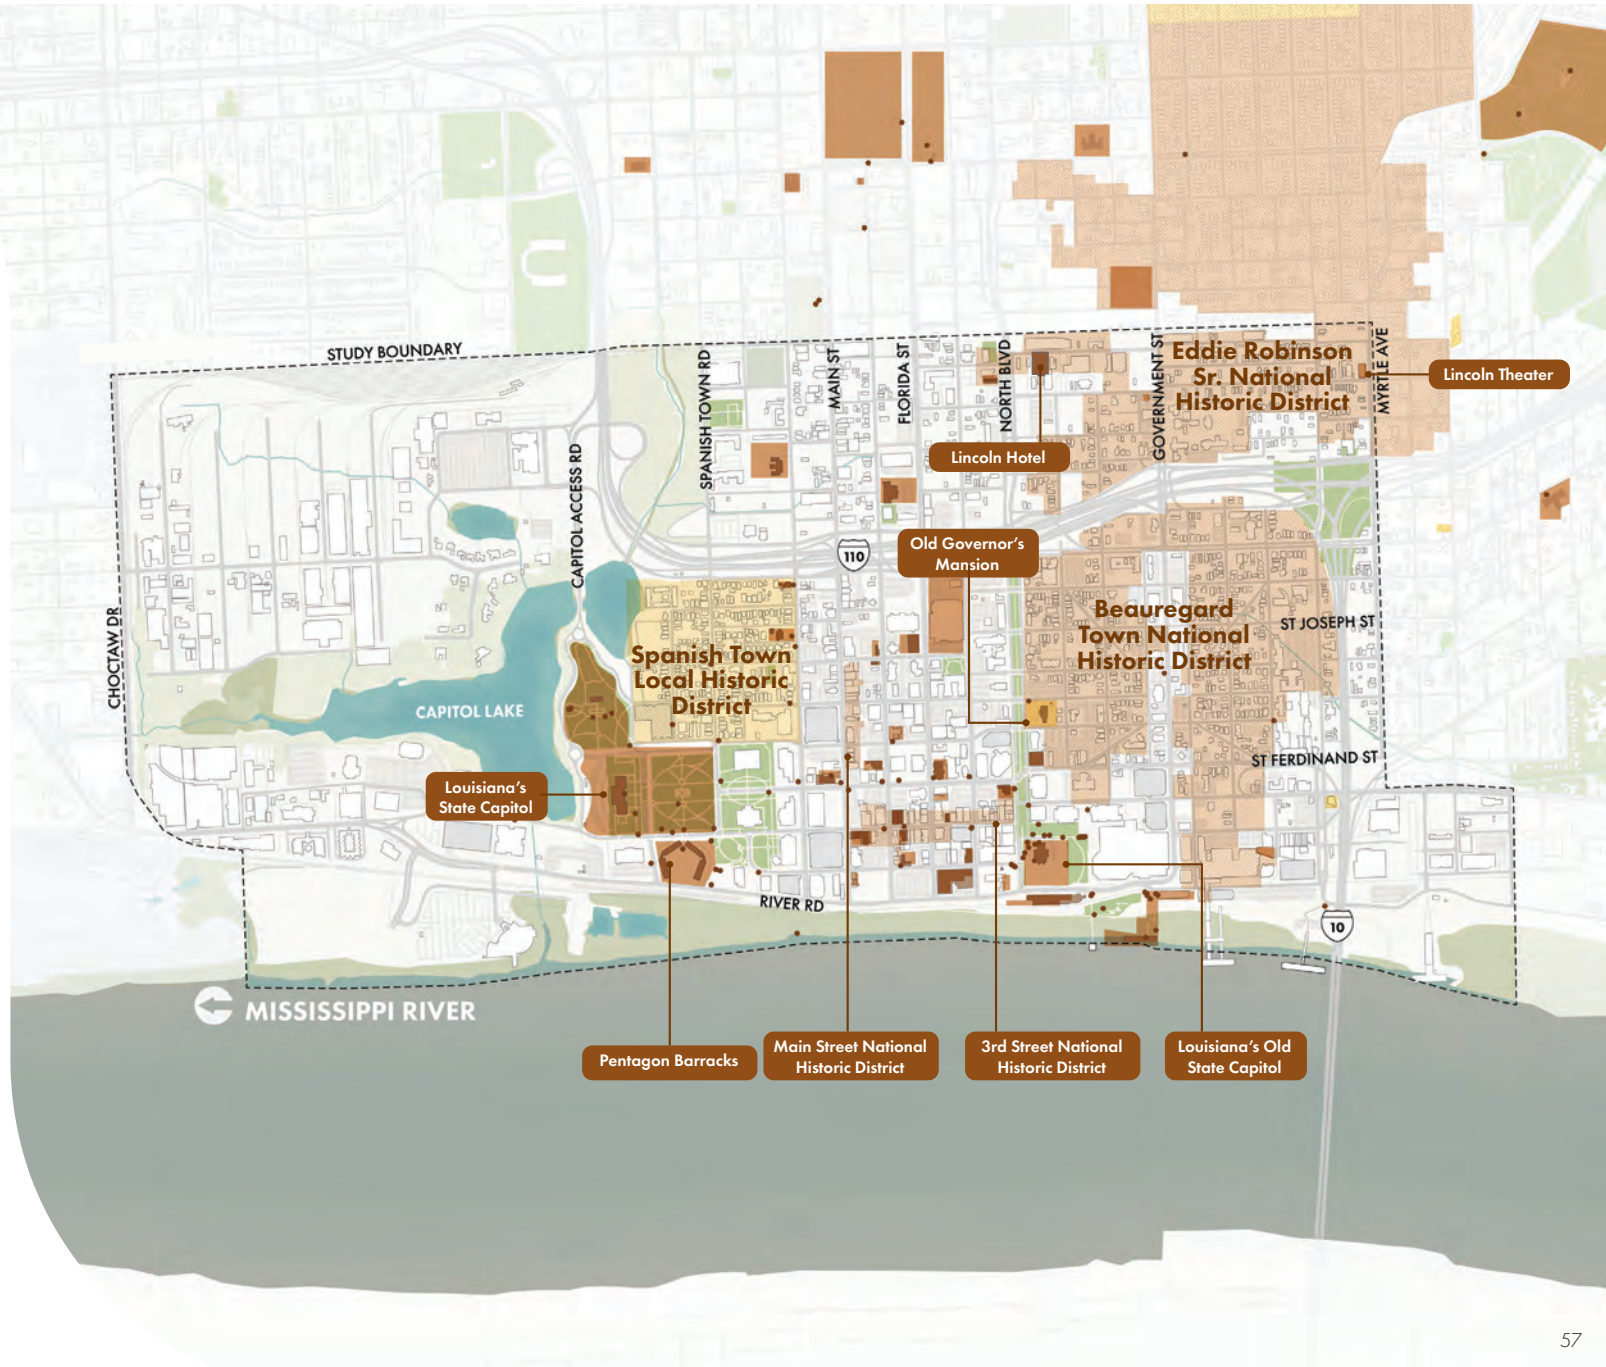 STUDY BOUNDARY
SPANISH TOWN RD
MAIN ST
FLORIDA ST
NORTH BLVD
GOVERNMENT ST
Eddie Robinson
Sr. National
Historic District
MYRTLE AVE
Lincoln Theater
Lincoln Hotel
CAPITOL ACCESS RD
110
Old Governor's
Mansion
CHOCTAW DR
Beauregard
Town National
Historic District
ST JOSEPH ST
Spanish Town
Local Historic
District
CAPITOL LAKE
ST FERDINAND ST
Louisiana's
State Capitol
RIVER RD
10
MISSISSIPPI RIVER
Pentagon Barracks
Main Street National
Historic District
3rd Street National
Historic District
Louisiana's Old
State Capitol
57